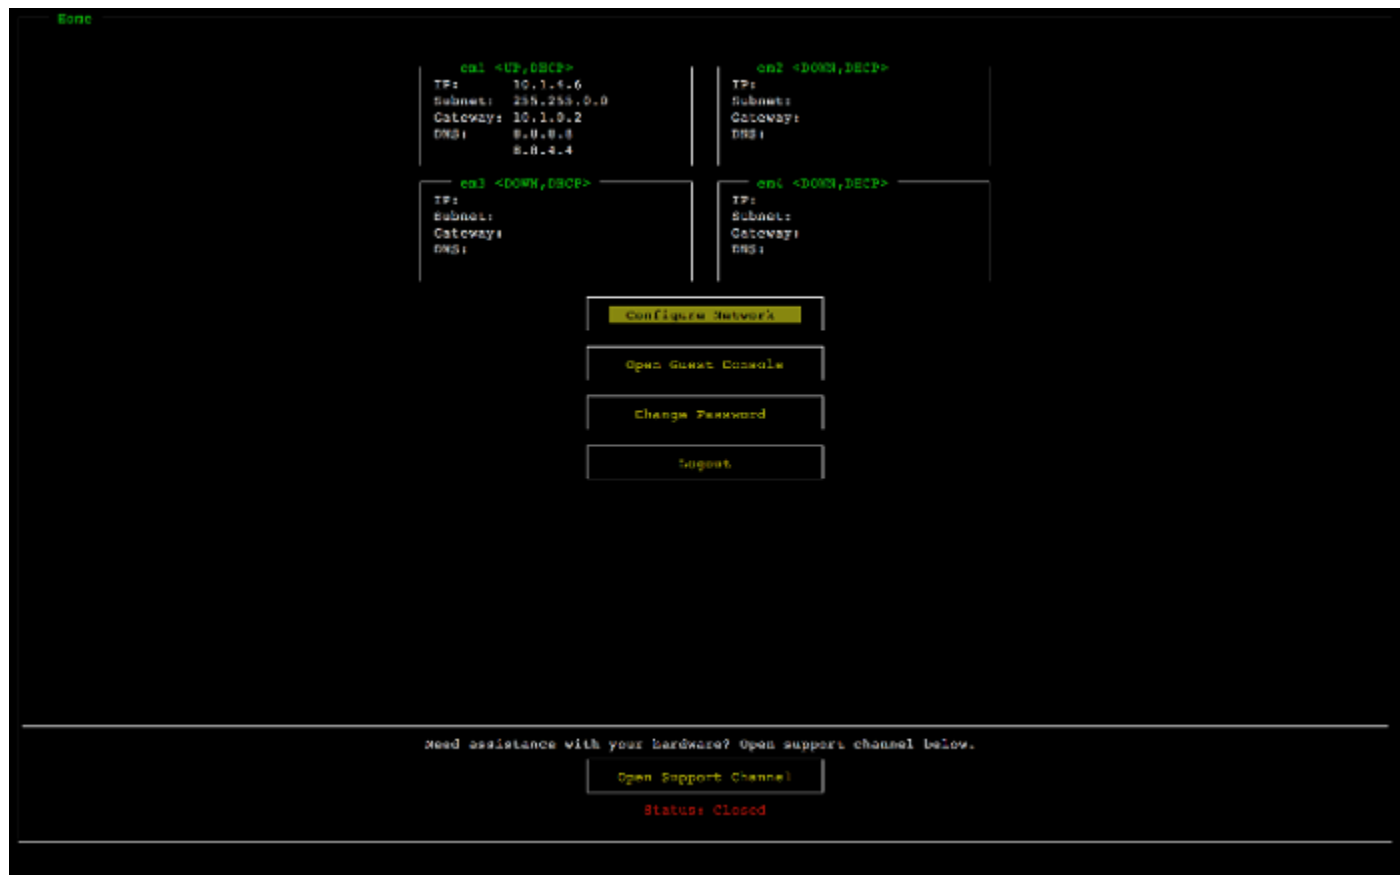 Home
em1 <UP,DHCP>
IP: 10.1.4.6
Subnet: 255.255.0.0
Gateway: 10.1.0.2
DNS: 8.8.8.8
8.8.4.4
em2 <DOWN,DHCP>
IP:
Subnet:
Gateway:
DNS:
em3 <DOWN,DHCP>
IP:
Subnet:
Gateway:
DNS:
em4 <DOWN,DHCP>
IP:
Subnet:
Gateway:
DNS:
Configure Network
Open Guest Console
Change Password
Logout
Need assistance with your hardware? Open support channel below.
Open Support Channel
Status: Closed